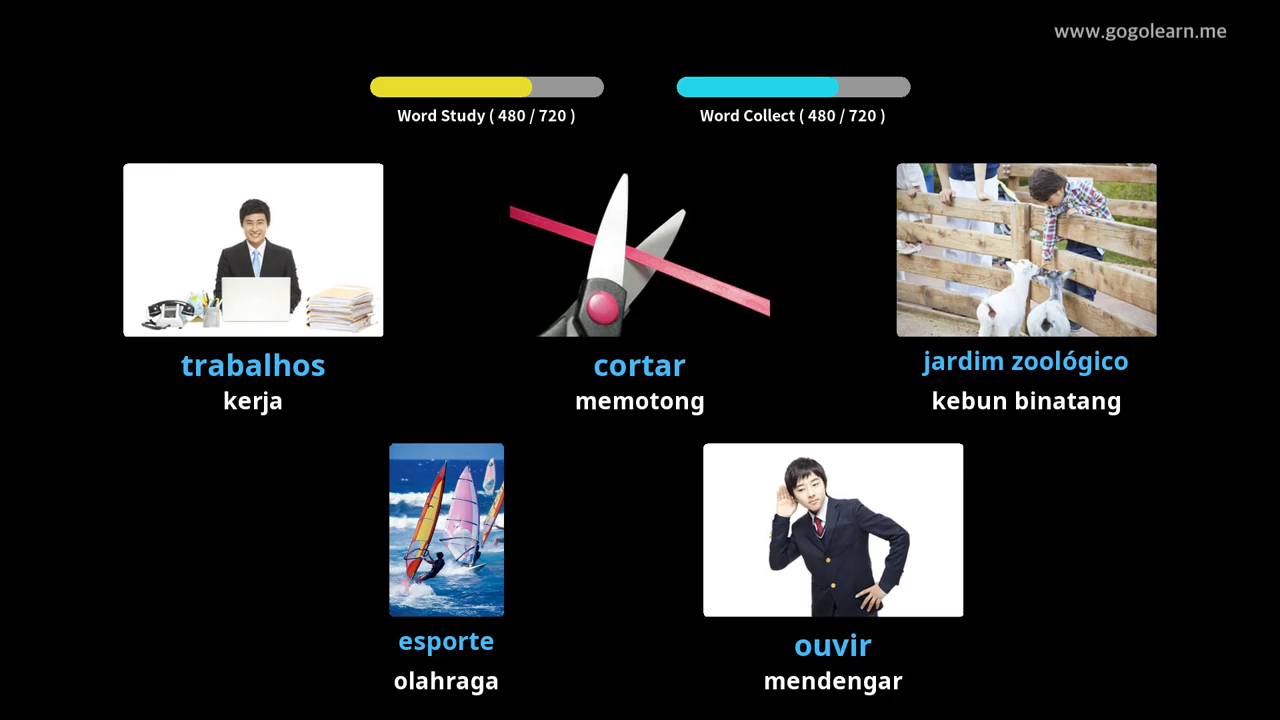 www.gogolearn.me
Word Study ( 480 / 720 )
Word Collect ( 480 / 720 )
trabalhos
kerja
cortar
memotong
jardim zoológico
kebun binatang
esporte
olahraga
ouvir
mendengar